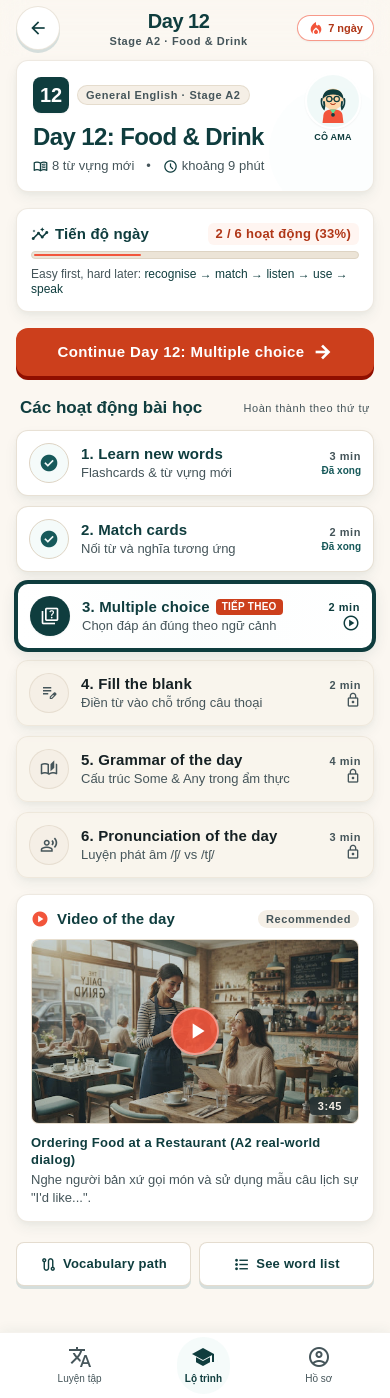 Day 12
Stage A2 · Food & Drink
7 ngày
12
General English · Stage A2
CÔ AMA
Day 12: Food & Drink
8 từ vựng mới • khoảng 9 phút
Tiến độ ngày
2 / 6 hoạt động (33%)
Easy first, hard later: recognise → match → listen → use →
speak
Continue Day 12: Multiple choice →
Các hoạt động bài học
Hoàn thành theo thứ tự
1. Learn new words
3 min
Flashcards & từ vựng mới
Đã xong
2. Match cards
2 min
Nối từ và nghĩa tương ứng
Đã xong
3. Multiple choice TIẾP THEO
2 min
Chọn đáp án đúng theo ngữ cảnh
4. Fill the blank
2 min
Điền từ vào chỗ trống câu thoại
5. Grammar of the day
4 min
Cấu trúc Some & Any trong ẩm thực
6. Pronunciation of the day
3 min
Luyện phát âm /ʃ/ vs /tʃ/
Video of the day
Recommended
THE
DAILY
GRIND
3:45
Ordering Food at a Restaurant (A2 real-world
dialog)
Nghe người bản xứ gọi món và sử dụng mẫu câu lịch sự
"I'd like...".
Vocabulary path
See word list
Luyện tập
Lộ trình
Hồ sơ